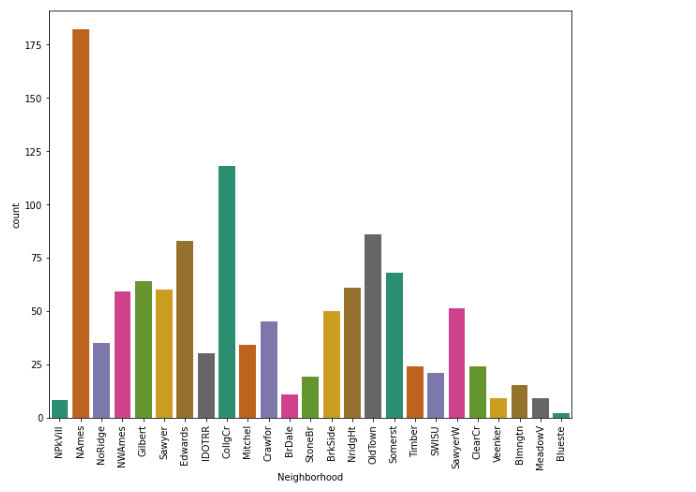 175
150
125
100
75
50
25
0
count
NPkVill
NAmes
NoRidge
NWAmes
Gilbert
Sawyer
Edwards
IDOTRR
CollgCr
Mitchel
Crawfor
BrDale
StoneBr
BrkSide
NridgHt
OldTown
Somerst
Timber
SWISU
SawyerW
ClearCr
Veenker
Blmngtn
MeadowV
Blueste
Neighborhood